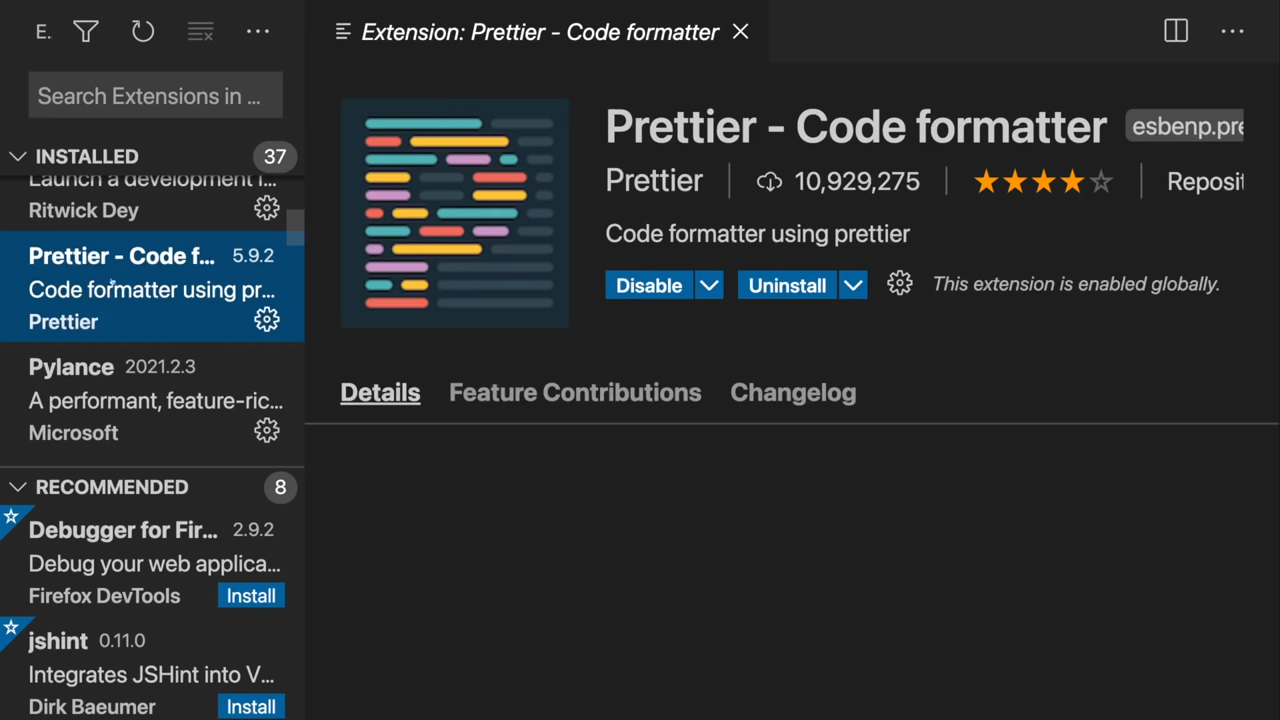 E.
Search Extensions in ...
INSTALLED 37
Launch a development i...
Ritwick Dey
Prettier - Code f... 5.9.2
Code formatter using pr...
Prettier
Pylance 2021.2.3
A performant, feature-ric...
Microsoft
RECOMMENDED 8
Debugger for Fir... 2.9.2
Debug your web applica...
Firefox DevTools Install
jshint 0.11.0
Integrates JSHint into V...
Dirk Baeumer Install
Extension: Prettier - Code formatter
Prettier - Code formatter esbenp.pre
Prettier 10,929,275 Reposit
Code formatter using prettier
Disable Uninstall This extension is enabled globally.
Details Feature Contributions Changelog